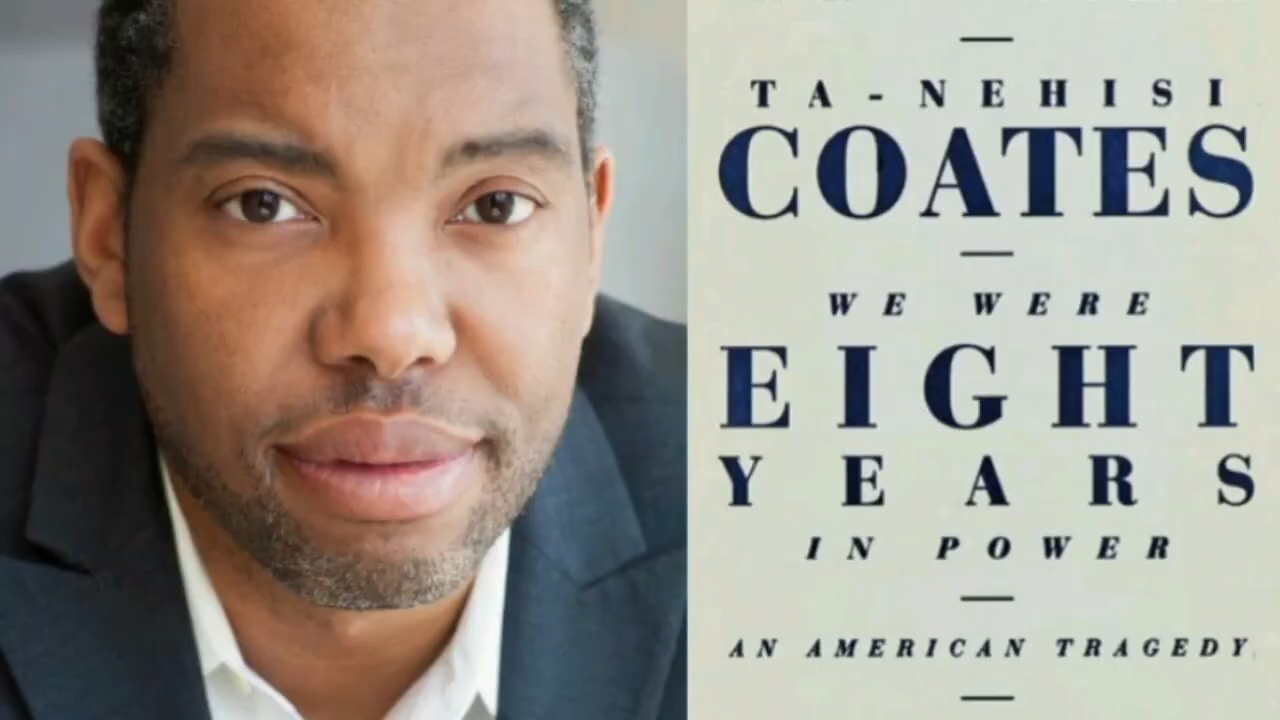 TA-NEHISI
COATES
WE WERE
EIGHT
YEARS
IN POWER
AN AMERICAN TRAGEDY